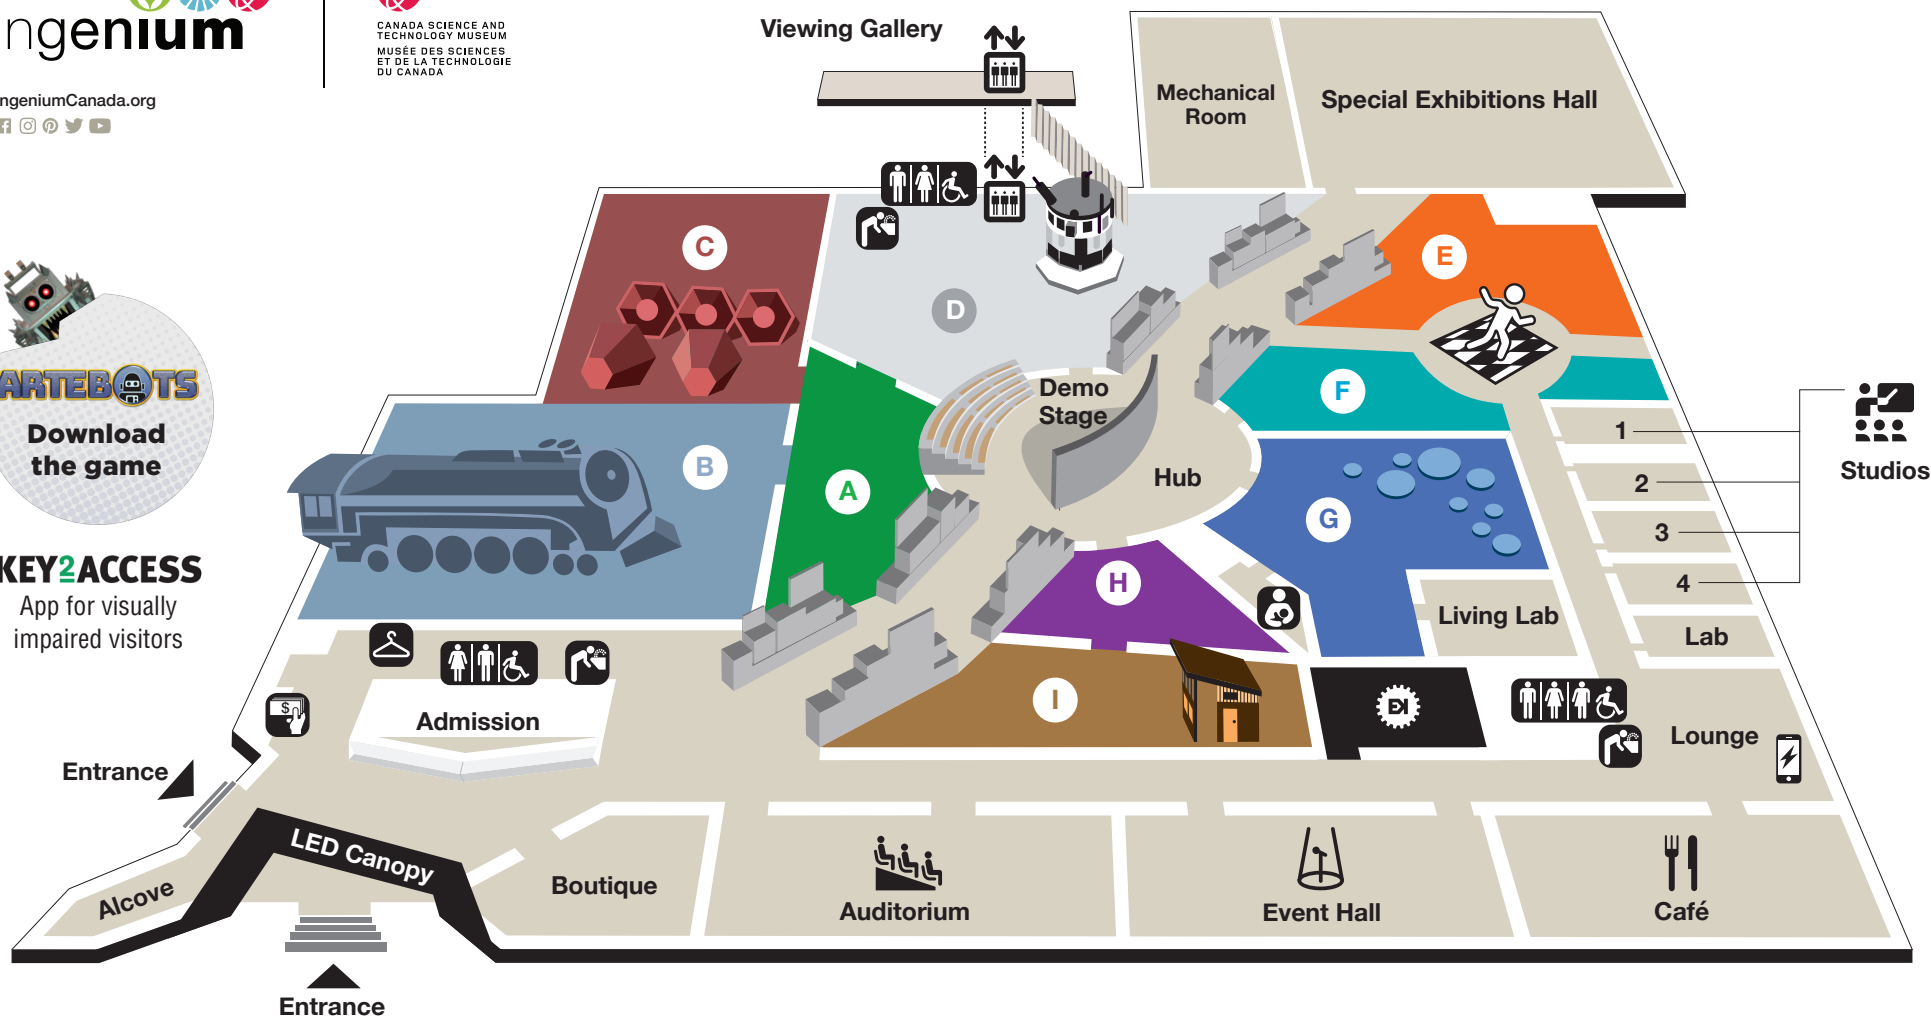 ingenium
CANADA SCIENCE AND
TECHNOLOGY MUSEUM
MUSÉE DES SCIENCES
ET DE LA TECHNOLOGIE
DU CANADA
IngeniumCanada.org
Viewing Gallery
Mechanical
Room
Special Exhibitions Hall
C
E
D
ARTEBOTS
Download
the game
Demo
Stage
F
1
2
3
4
Studios
B
A
Hub
G
KEY2ACCESS
App for visually
impaired visitors
H
Living Lab
Lab
$
Admission
I
Lounge
Entrance
LED Canopy
Alcove
Boutique
Auditorium
Event Hall
Café
Entrance